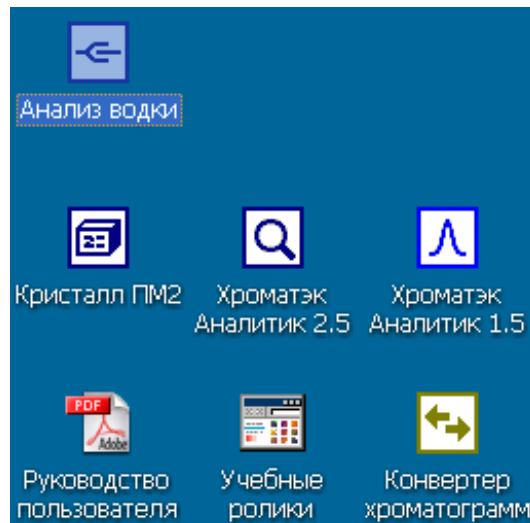 Анализ водки
Кристалл ПМ2
Хроматэк
Аналитик 2.5
Хроматэк
Аналитик 1.5
PDF
Adobe
Руководство
пользователя
Учебные
ролики
Конвертер
хроматограмм